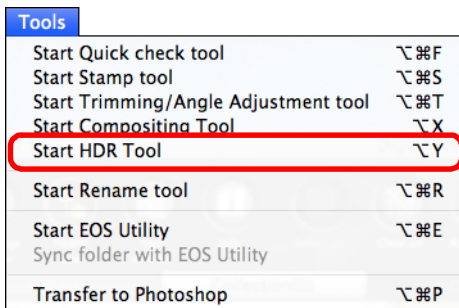 Tools
Start Quick check tool ⌥⌘F
Start Stamp tool ⌥⌘S
Start Trimming/Angle Adjustment tool ⌥⌘T
Start Compositing Tool ⌥X
Start HDR Tool ⌥Y
Start Rename tool ⌥⌘R
Start EOS Utility ⌥⌘E
Sync folder with EOS Utility
Transfer to Photoshop ⌥⌘P